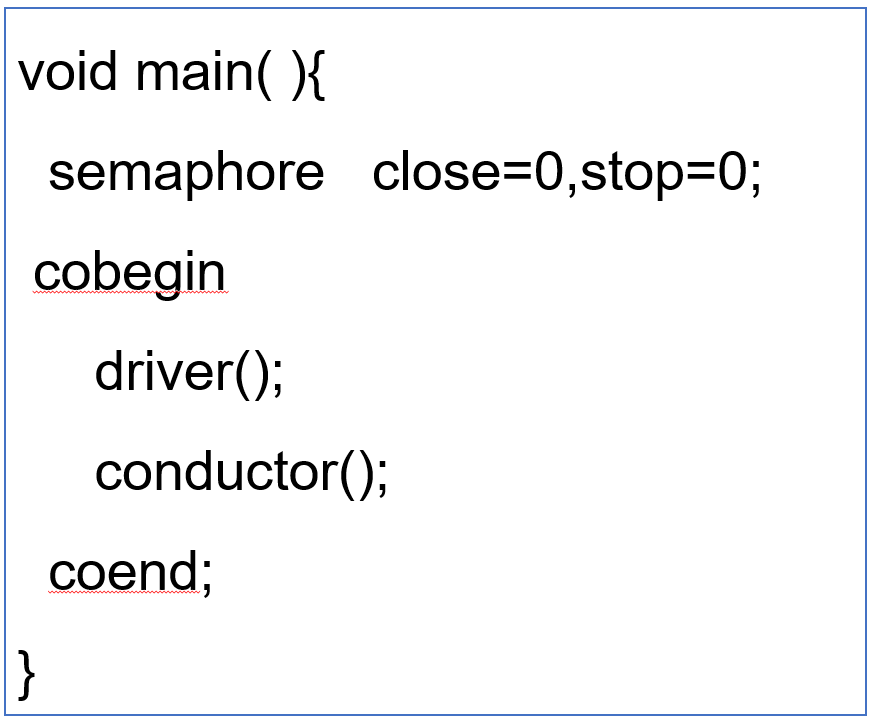 void main( ){
semaphore close=0,stop=0;
cobegin
driver();
conductor();
coend;
}